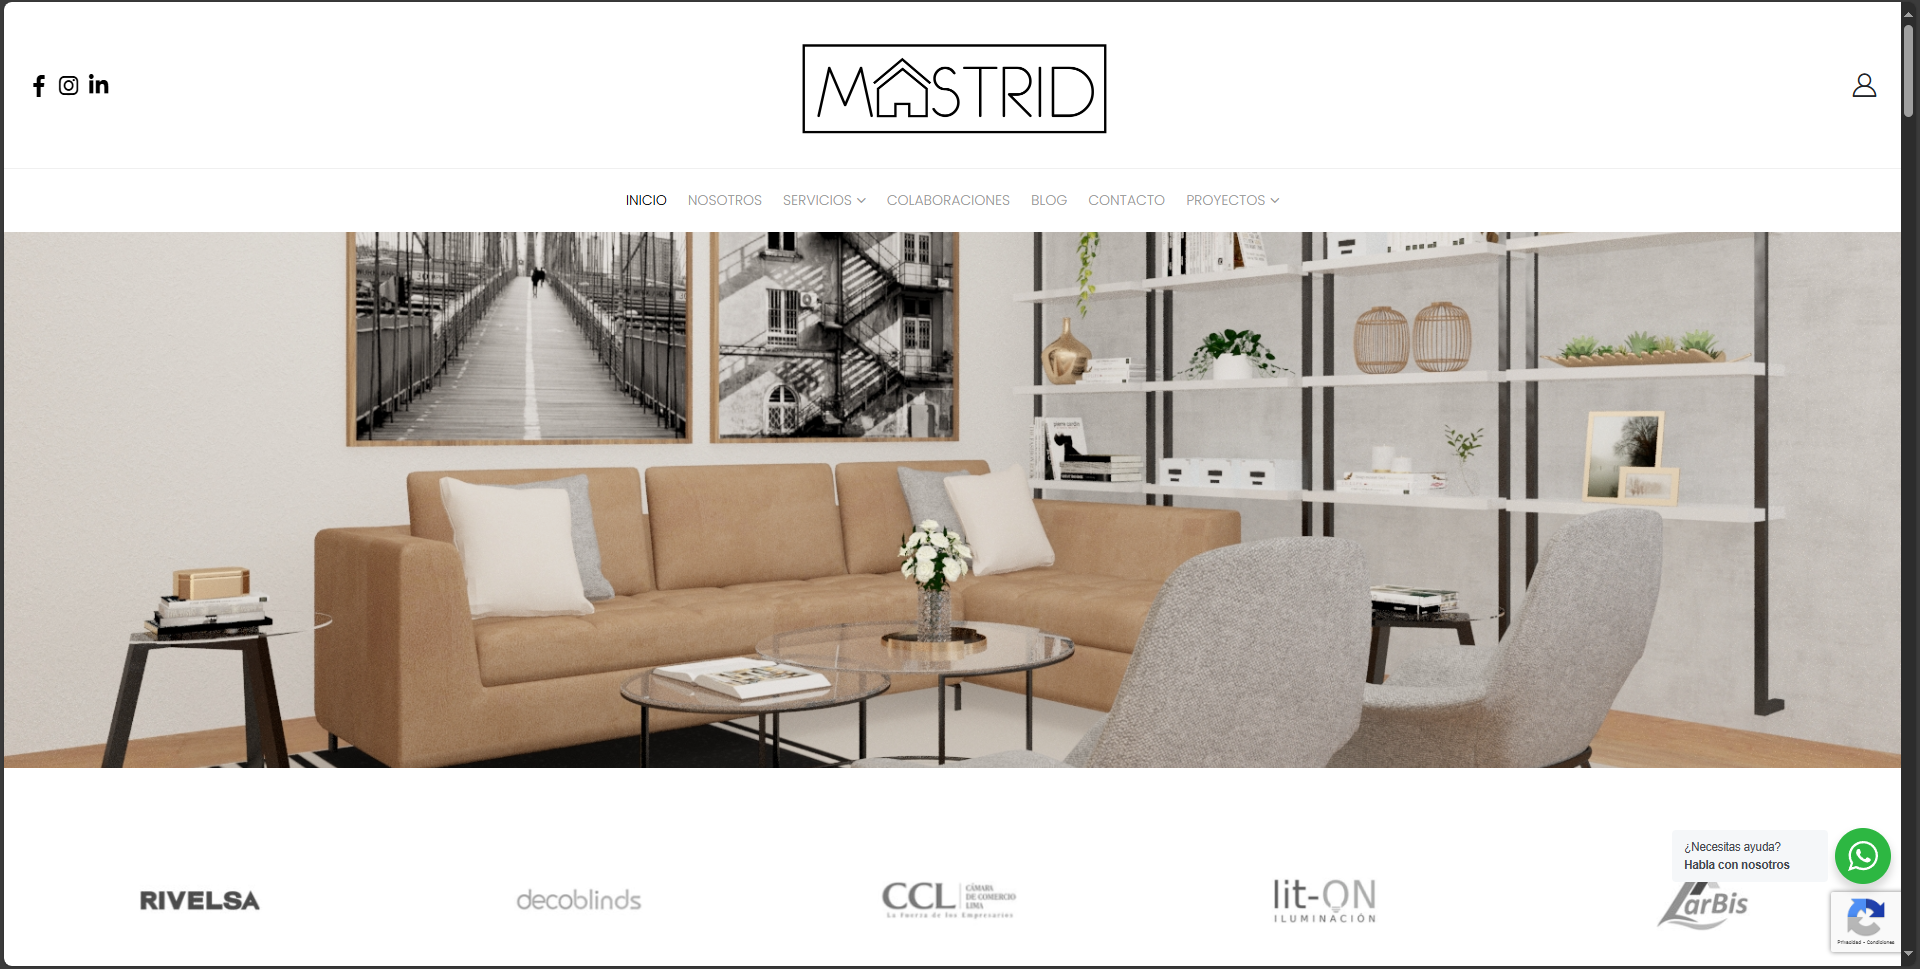 MASTRID
INICIO NOSOTROS SERVICIOS COLABORACIONES BLOG CONTACTO PROYECTOS
¿Necesitas ayuda?
Habla con nosotros
RIVELSA
decoblinds
CCL CÁMARA
DE COMERCIO
LIMA
La Fuerza de los Empresarios
lit-ON
ILUMINACIÓN
LarBis
Privacidad - Condiciones